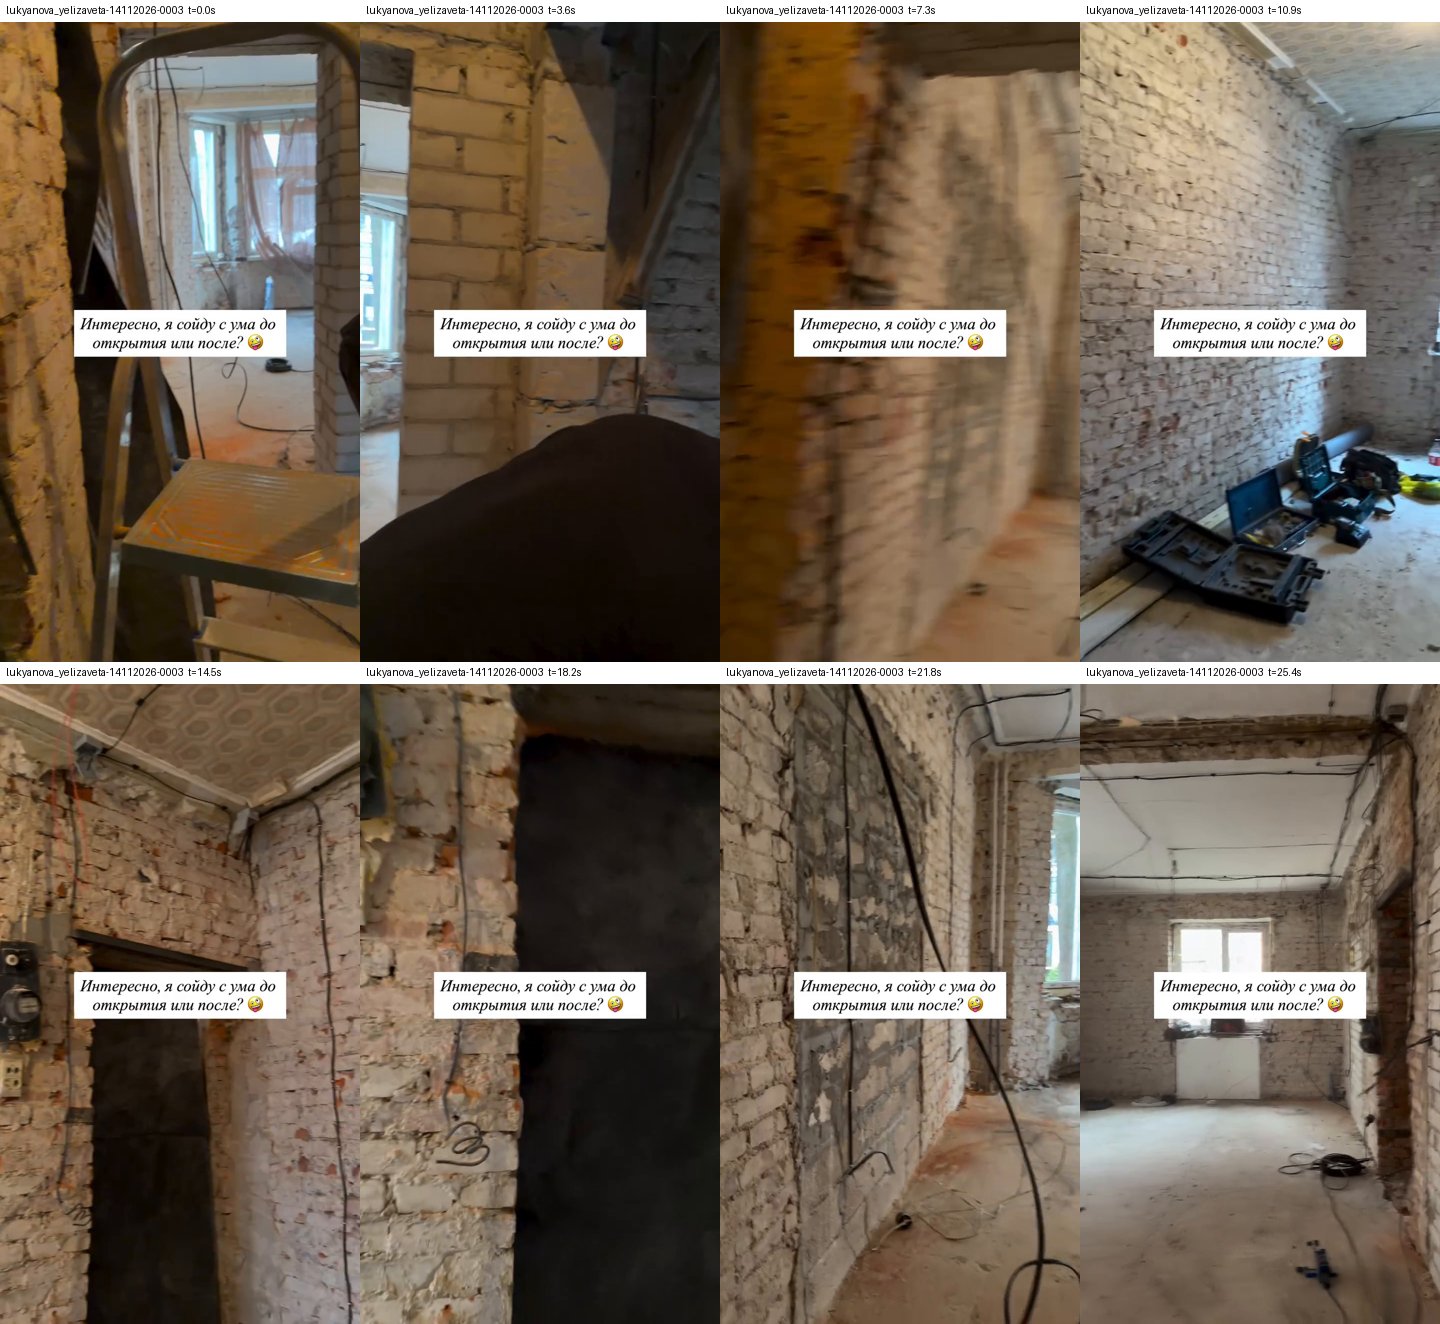 lukyanova_yelizaveta-14112026-0003 t=0.0s
lukyanova_yelizaveta-14112026-0003 t=3.6s
lukyanova_yelizaveta-14112026-0003 t=7.3s
lukyanova_yelizaveta-14112026-0003 t=10.9s
Интересно, я сойду с ума до
открытия или после? 🤪
Интересно, я сойду с ума до
открытия или после? 🤪
Интересно, я сойду с ума до
открытия или после? 🤪
Интересно, я сойду с ума до
открытия или после? 🤪
lukyanova_yelizaveta-14112026-0003 t=14.5s
lukyanova_yelizaveta-14112026-0003 t=18.2s
lukyanova_yelizaveta-14112026-0003 t=21.8s
lukyanova_yelizaveta-14112026-0003 t=25.4s
Интересно, я сойду с ума до
открытия или после? 🤪
Интересно, я сойду с ума до
открытия или после? 🤪
Интересно, я сойду с ума до
открытия или после? 🤪
Интересно, я сойду с ума до
открытия или после? 🤪